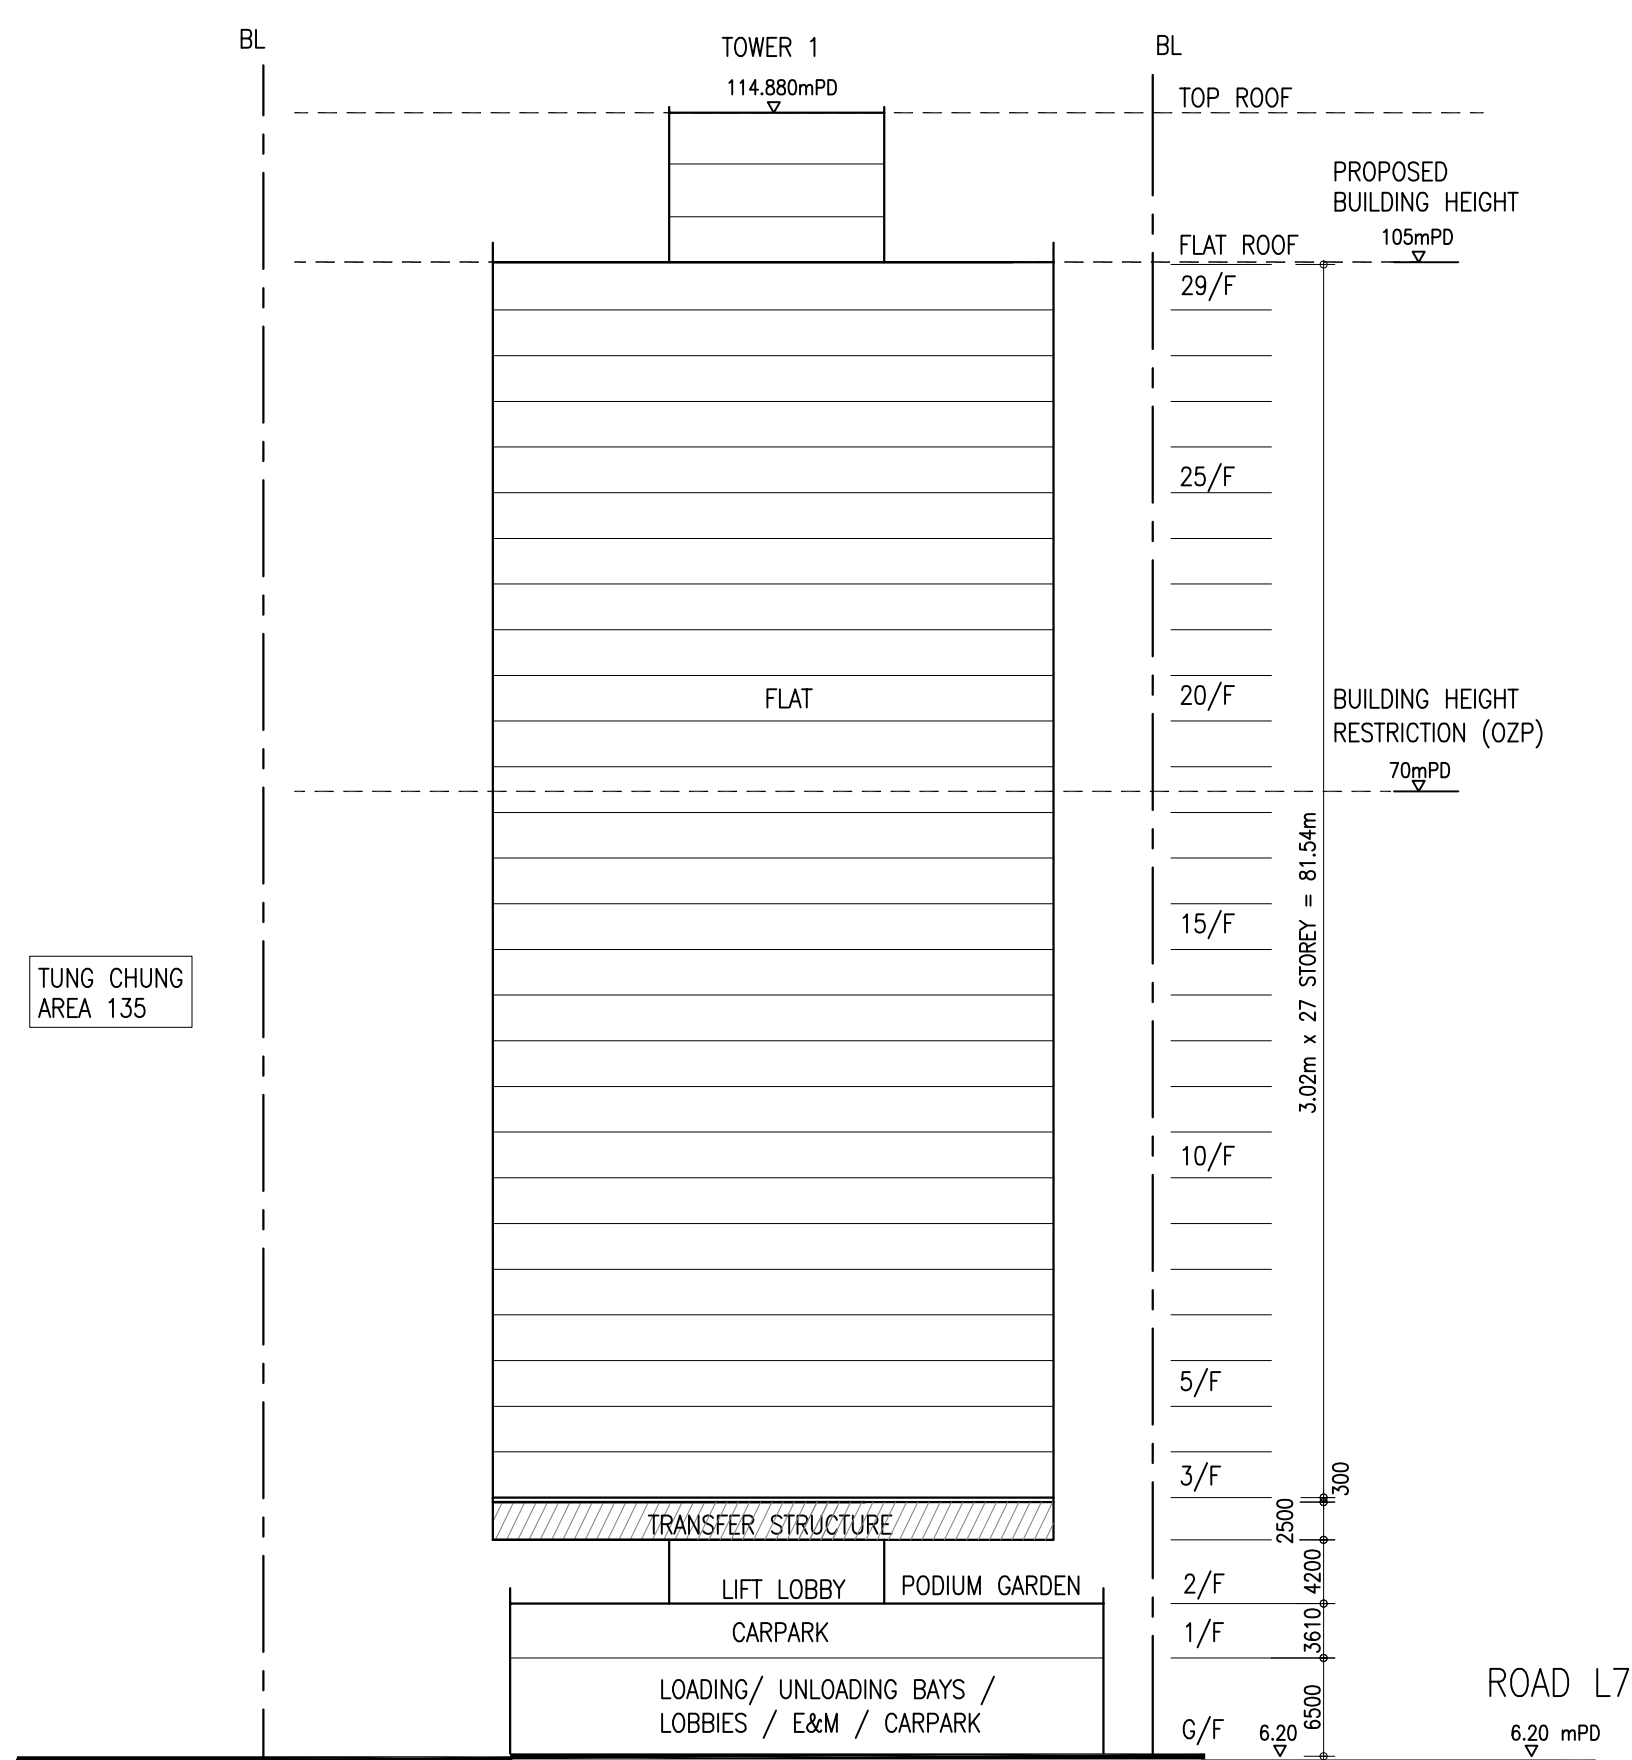 BL
TOWER 1
BL
114.880mPD
TOP ROOF
PROPOSED
BUILDING HEIGHT
105mPD
FLAT ROOF
29/F
25/F
FLAT
20/F
BUILDING HEIGHT
RESTRICTION (OZP)
70mPD
3.02m x 27 STOREY = 81.54m
15/F
TUNG CHUNG
AREA 135
10/F
5/F
3/F
300
TRANSFER STRUCTURE
2500
LIFT LOBBY
PODIUM GARDEN
2/F
4200
CARPARK
1/F
3610
LOADING/ UNLOADING BAYS /
LOBBIES / E&M / CARPARK
G/F
6.20
6500
ROAD L7
6.20 mPD